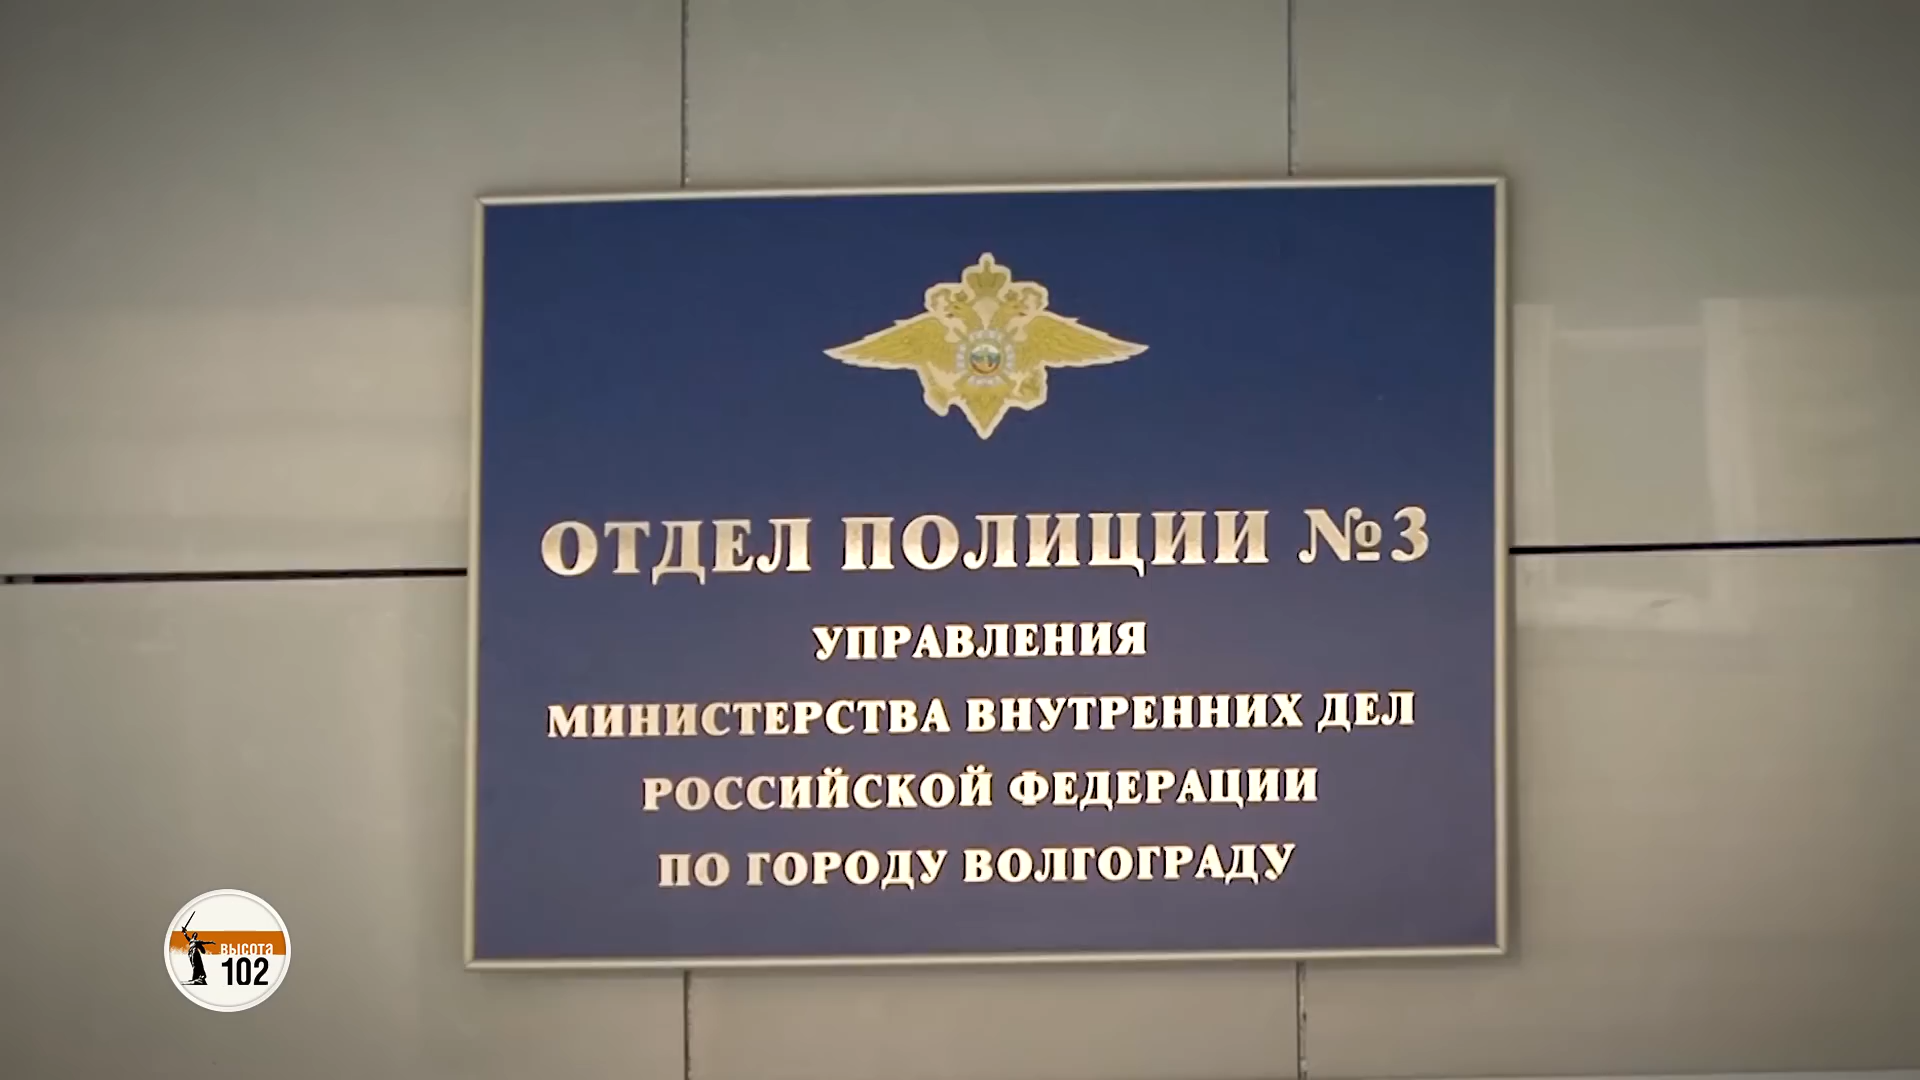 ОТДЕЛ ПОЛИЦИИ №3
УПРАВЛЕНИЯ
МИНИСТЕРСТВА ВНУТРЕННИХ ДЕЛ
РОССИЙСКОЙ ФЕДЕРАЦИИ
ПО ГОРОДУ ВОЛГОГРАДУ
ВЫСОТА
102